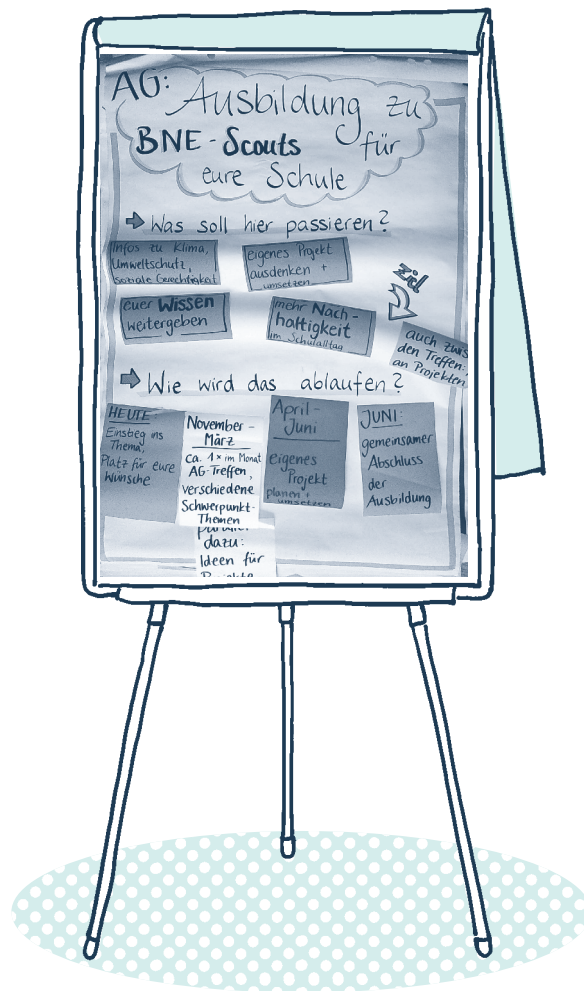 AG: Ausbildung zu
BNE-Scouts für
eure Schule
Was soll hier passieren?
Infos zu Klima,
Umweltschutz,
soziale Gerechtigkeit
eigenes Projekt
ausdenken +
umsetzen
euer Wissen
weitergeben
mehr Nach-
haltigkeit
im Schulalltag
Ziel
auch
den Treffen:
an Projekten
Wie wird das ablaufen?
HEUTE:
Einstieg ins
Thema,
Platz für eure
Wünsche
November -
März
ca. 1x im Monat
AG-Treffen,
verschiedene
Schwerpunkt-
Themen
dazu:
Ideen für
April-
Juni
eigenes
Projekt
planen +
umsetzen
JUNI:
gemeinsamer
Abschluss
der
Ausbildung